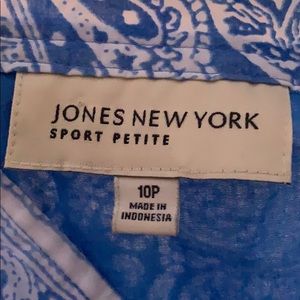 JONES NEW YORK
SPORT PETITE
10P
MADE IN
INDONESIA